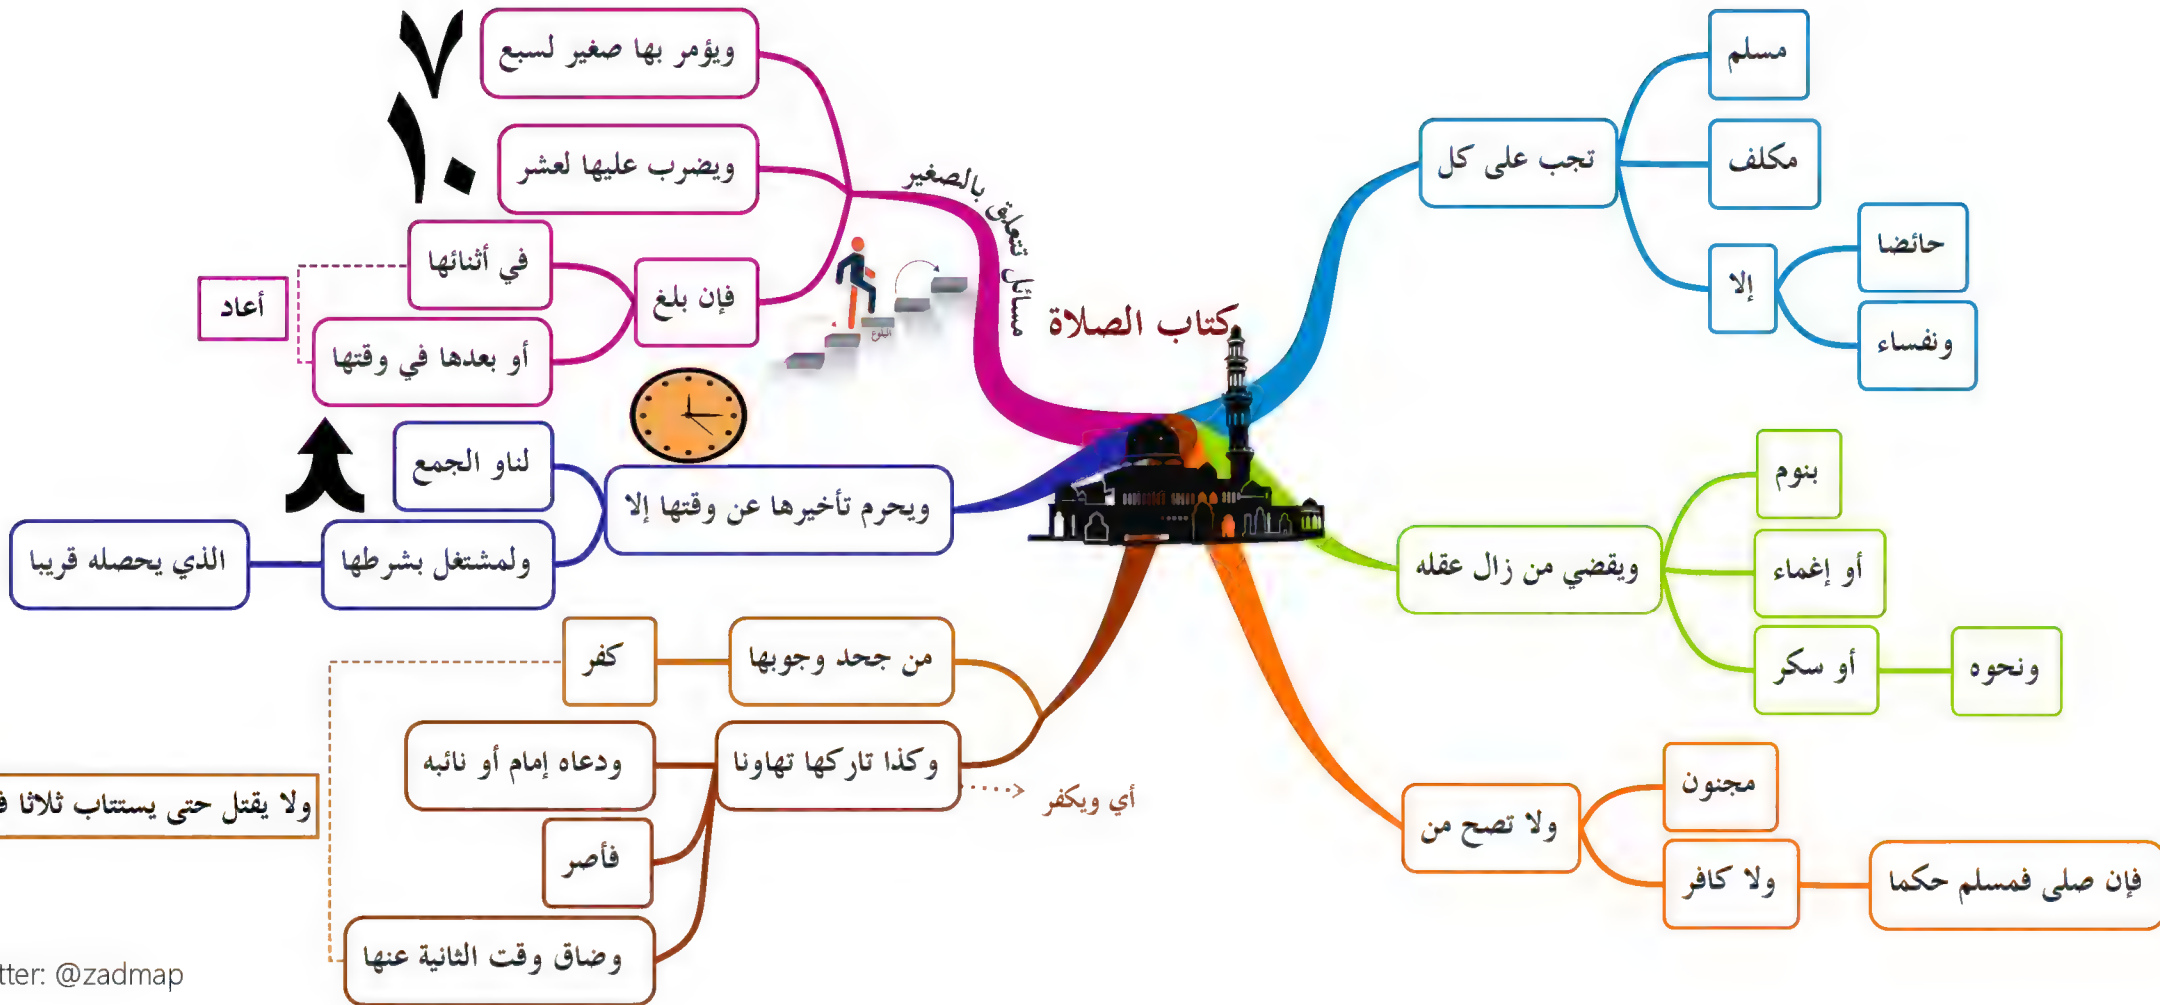 كتاب الصلاة
تجب على كل
مسلم
مكلف
إلا
حائضا
ونفساء
ويقضي من زال عقله
بنوم
أو إغماء
أو سكر
ونحوه
ولا تصح من
مجنون
ولا كافر
فإن صلى فمسلم حكما
مسائل تتعلق بالصغير
ويؤمر بها صغير لسبع
٧
ويضرب عليها لعشر
١٠
فإن بلغ
في أثنائها
أو بعدها في وقتها
أعاد
البلوغ
ويحرم تأخيرها عن وقتها إلا
لناو الجمع
ولمشتغل بشرطها
الذي يحصله قريبا
من جحد وجوبها
كفر
وكذا تاركها تهاونا
أي ويكفر
ودعاه إمام أو نائبه
فأصر
وضاق وقت الثانية عنها
ولا يقتل حتى يستتاب ثلاثا
tter: @zadmap